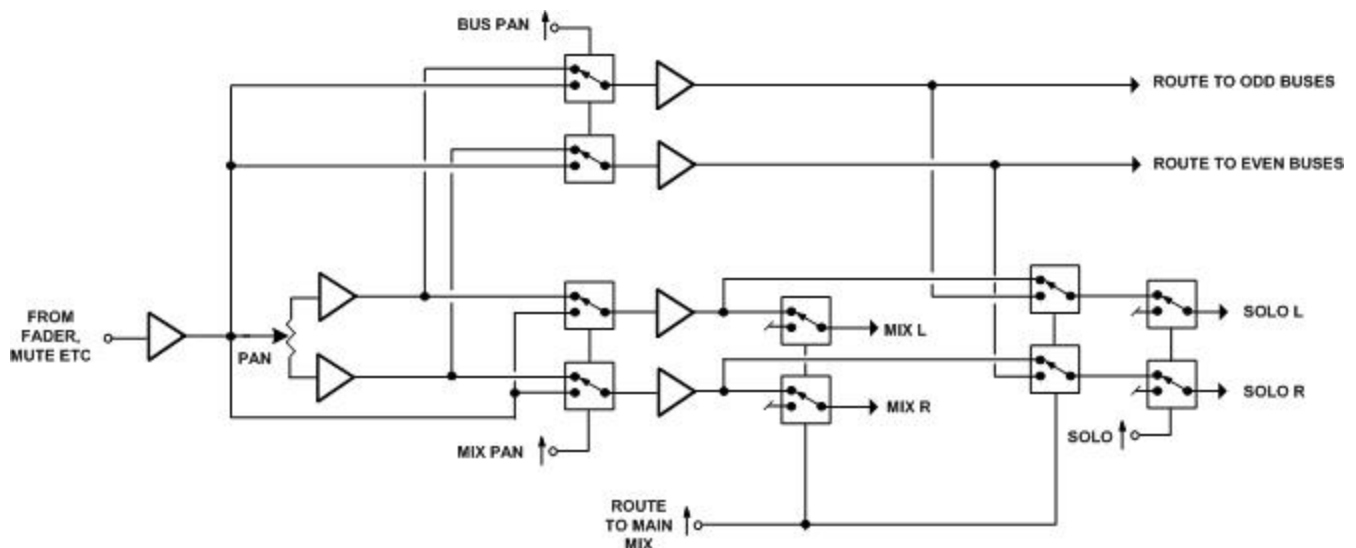 BUS PAN
ROUTE TO ODD BUSES
ROUTE TO EVEN BUSES
FROM
FADER,
MUTE ETC
PAN
MIX L
SOLO L
MIX R
SOLO R
MIX PAN
SOLO
ROUTE
TO MAIN
MIX